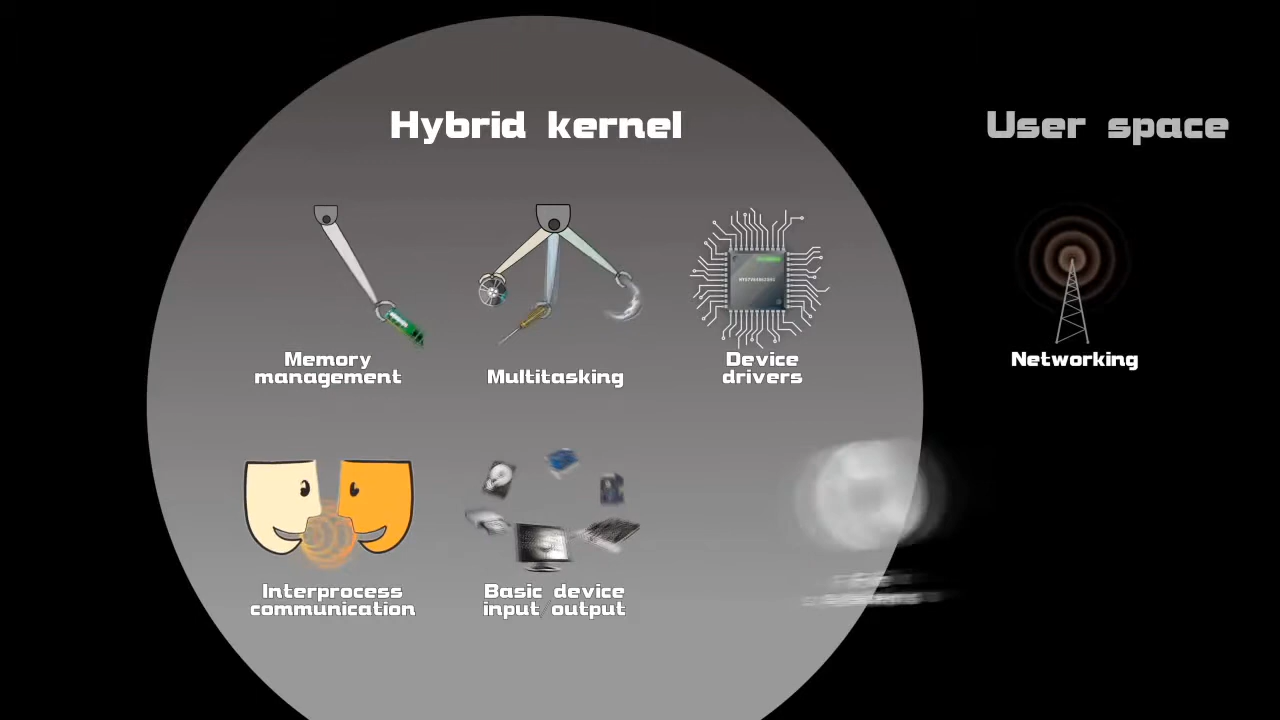 Hybrid kernel
User space
Memory
management
Multitasking
Device
drivers
Networking
Interprocess
communication
Basic device
input/output